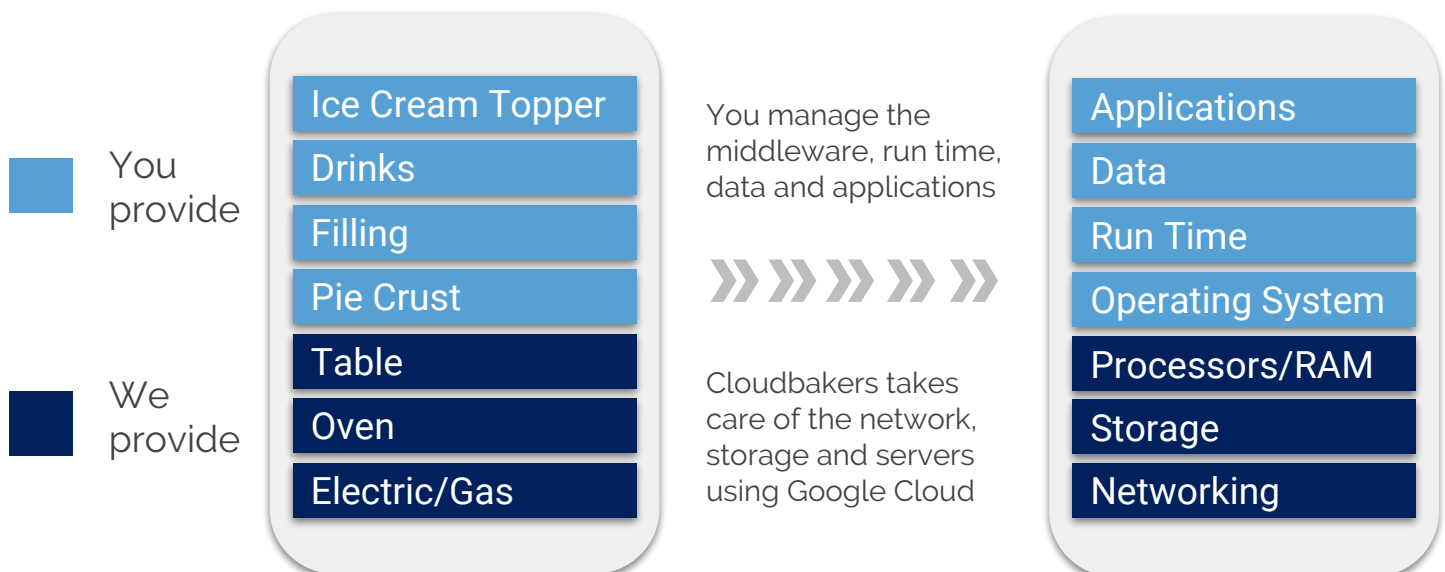 You
provide
We
provide
Ice Cream Topper
Drinks
Filling
Pie Crust
Table
Oven
Electric/Gas
You manage the
middleware, run time,
data and applications
Cloudbakers takes
care of the network,
storage and servers
using Google Cloud
Applications
Data
Run Time
Operating System
Processors/RAM
Storage
Networking